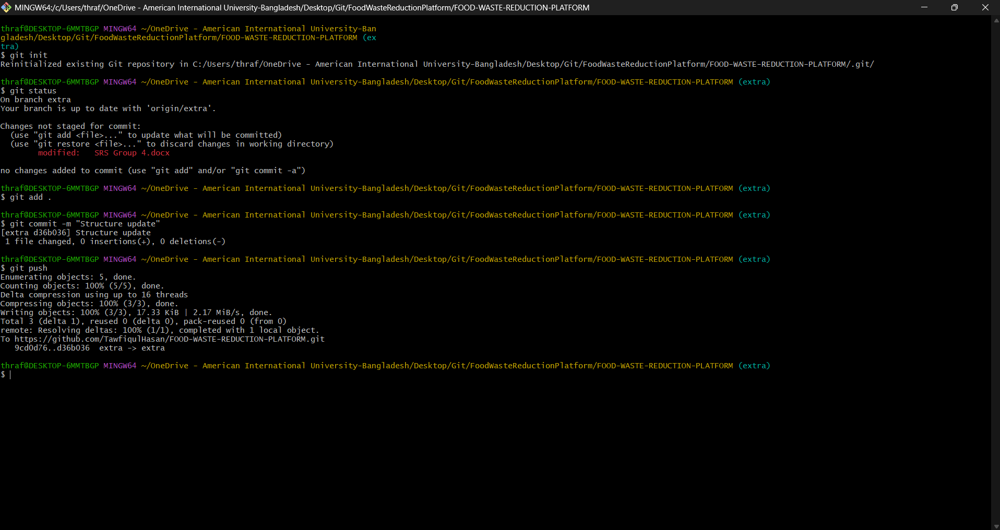 MINGW64:/c/Users/thraf/OneDrive - American International University-Bangladesh/Desktop/Git/FoodWasteReductionPlatform/FOOD-WASTE-REDUCTION-PLATFORM
thraf@DESKTOP-6MMTBGP MINGW64 ~/OneDrive - American International University-Ban
gladesh/Desktop/Git/FoodWasteReductionPlatform/FOOD-WASTE-REDUCTION-PLATFORM (ex
tra)
$ git init
Reinitialized existing Git repository in C:/Users/thraf/OneDrive - American International University-Bangladesh/Desktop/Git/FoodWasteReductionPlatform/FOOD-WASTE-REDUCTION-PLATFORM/.git/
thraf@DESKTOP-6MMTBGP MINGW64 ~/OneDrive - American International University-Bangladesh/Desktop/Git/FoodWasteReductionPlatform/FOOD-WASTE-REDUCTION-PLATFORM (extra)
$ git status
On branch extra
Your branch is up to date with 'origin/extra'.
Changes not staged for commit:
  (use "git add <file>..." to update what will be committed)
  (use "git restore <file>..." to discard changes in working directory)
        modified:   SRS Group 4.docx
no changes added to commit (use "git add" and/or "git commit -a")
thraf@DESKTOP-6MMTBGP MINGW64 ~/OneDrive - American International University-Bangladesh/Desktop/Git/FoodWasteReductionPlatform/FOOD-WASTE-REDUCTION-PLATFORM (extra)
$ git add .
thraf@DESKTOP-6MMTBGP MINGW64 ~/OneDrive - American International University-Bangladesh/Desktop/Git/FoodWasteReductionPlatform/FOOD-WASTE-REDUCTION-PLATFORM (extra)
$ git commit -m "Structure update"
[extra d36b036] Structure update
 1 file changed, 0 insertions(+), 0 deletions(-)
thraf@DESKTOP-6MMTBGP MINGW64 ~/OneDrive - American International University-Bangladesh/Desktop/Git/FoodWasteReductionPlatform/FOOD-WASTE-REDUCTION-PLATFORM (extra)
$ git push
Enumerating objects: 5, done.
Counting objects: 100% (5/5), done.
Delta compression using up to 16 threads
Compressing objects: 100% (3/3), done.
Writing objects: 100% (3/3), 17.33 KiB | 2.17 MiB/s, done.
Total 3 (delta 1), reused 0 (delta 0), pack-reused 0 (from 0)
remote: Resolving deltas: 100% (1/1), completed with 1 local object.
To https://github.com/TawfiqulHasan/FOOD-WASTE-REDUCTION-PLATFORM.git
   9cd0d76..d36b036  extra -> extra
thraf@DESKTOP-6MMTBGP MINGW64 ~/OneDrive - American International University-Bangladesh/Desktop/Git/FoodWasteReductionPlatform/FOOD-WASTE-REDUCTION-PLATFORM (extra)
$